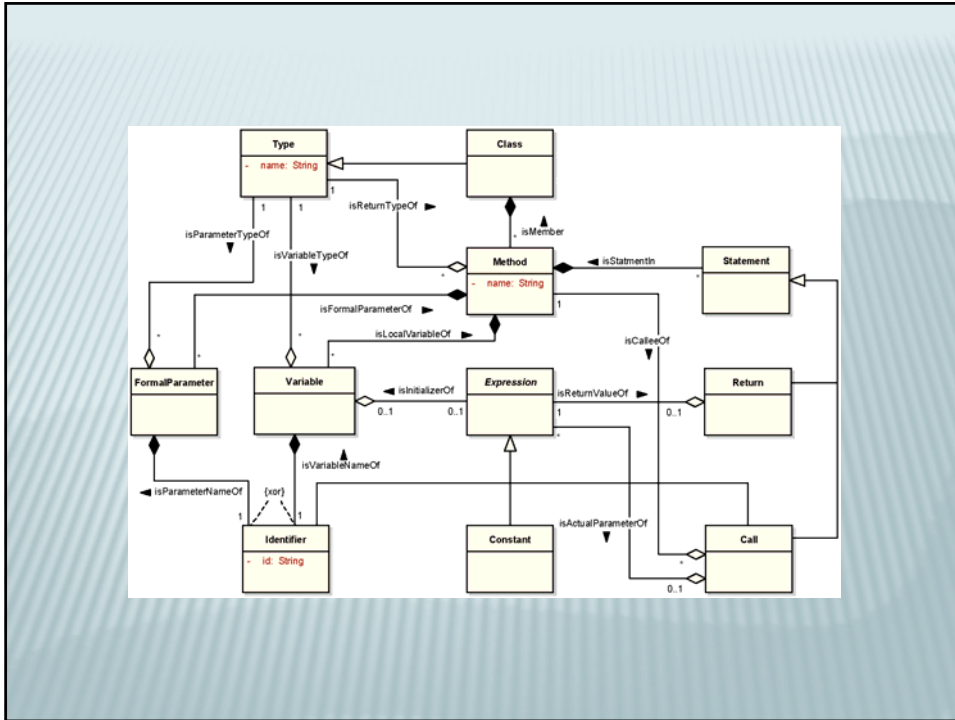 Type
- name: String
Class
1
1
1
isReturnTypeOf ►
isParameterTypeOf
▼
isVariableTypeOf
▼
*
▲
isMember
Method
- name: String
*
◄ isStatmentIn
*
Statement
isFormalParameterOf ►
1
isLocalVariableOf ►
isCalleeOf
▼
*
*
*
FormalParameter
Variable
◄ isInitializerOf
0..1
0..1
Expression
isReturnValueOf ►
1
0..1
*
Return
▲
isVariableNameOf
◄ isParameterNameOf
{xor}
1
1
isActualParameterOf
▼
Identifier
- id: String
Constant
Call
*
0..1